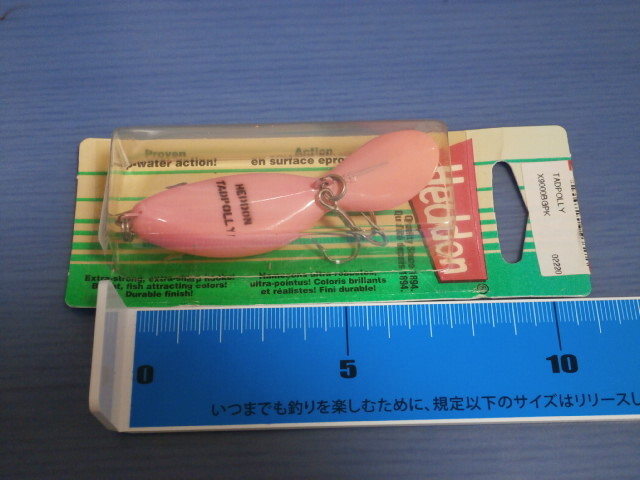 Proven
-water action!
Action
en surface
HEDDON
TADPOLLY
Heddon
TADPOLLY
X9000BGPK
Extra-strong, extra-sharp hooks!
fish attracting colors!
Durable finish!
ultra-pointus! Coloris brillants
et réalistes! Fini durable!
1894.
1894.
0 5 10
いつまでも釣りを楽しむために、規定以下のサイズはリリースし